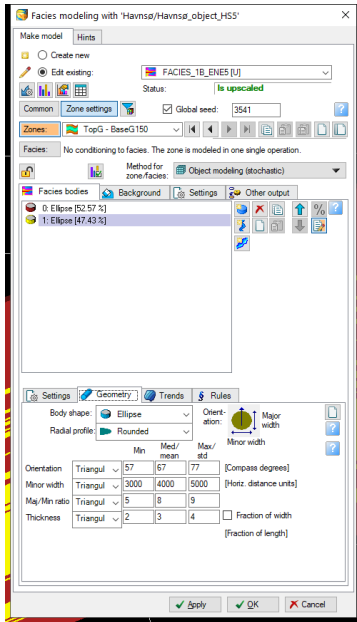 Facies modeling with 'Havnsø/Havnsø_object_HS5'
Make model Hints
Create new
Edit existing: FACIES_1B_ENE5 [U]
Status: Is upscaled
Common Zone settings Global seed: 3541
Zones: TopG - BaseG150
Facies: No conditioning to facies. The zone is modeled in one single operation.
Method for zone/facies: Object modeling (stochastic)
Facies bodies Background Settings Other output
0: Ellipse [52.57 %]
1: Ellipse [47.43 %]
Settings Geometry Trends Rules
Body shape: Ellipse Orient-ation: Major width
Radial profile: Rounded Minor width
Min Med/mean Max/std
Orientation Triangul 57 67 77 [Compass degrees]
Minor width Triangul 3000 4000 5000 [Horiz. distance units]
Maj/Min ratio Triangul 5 8 9
Thickness Triangul 2 3 4 Fraction of width
[Fraction of length]
Apply OK Cancel